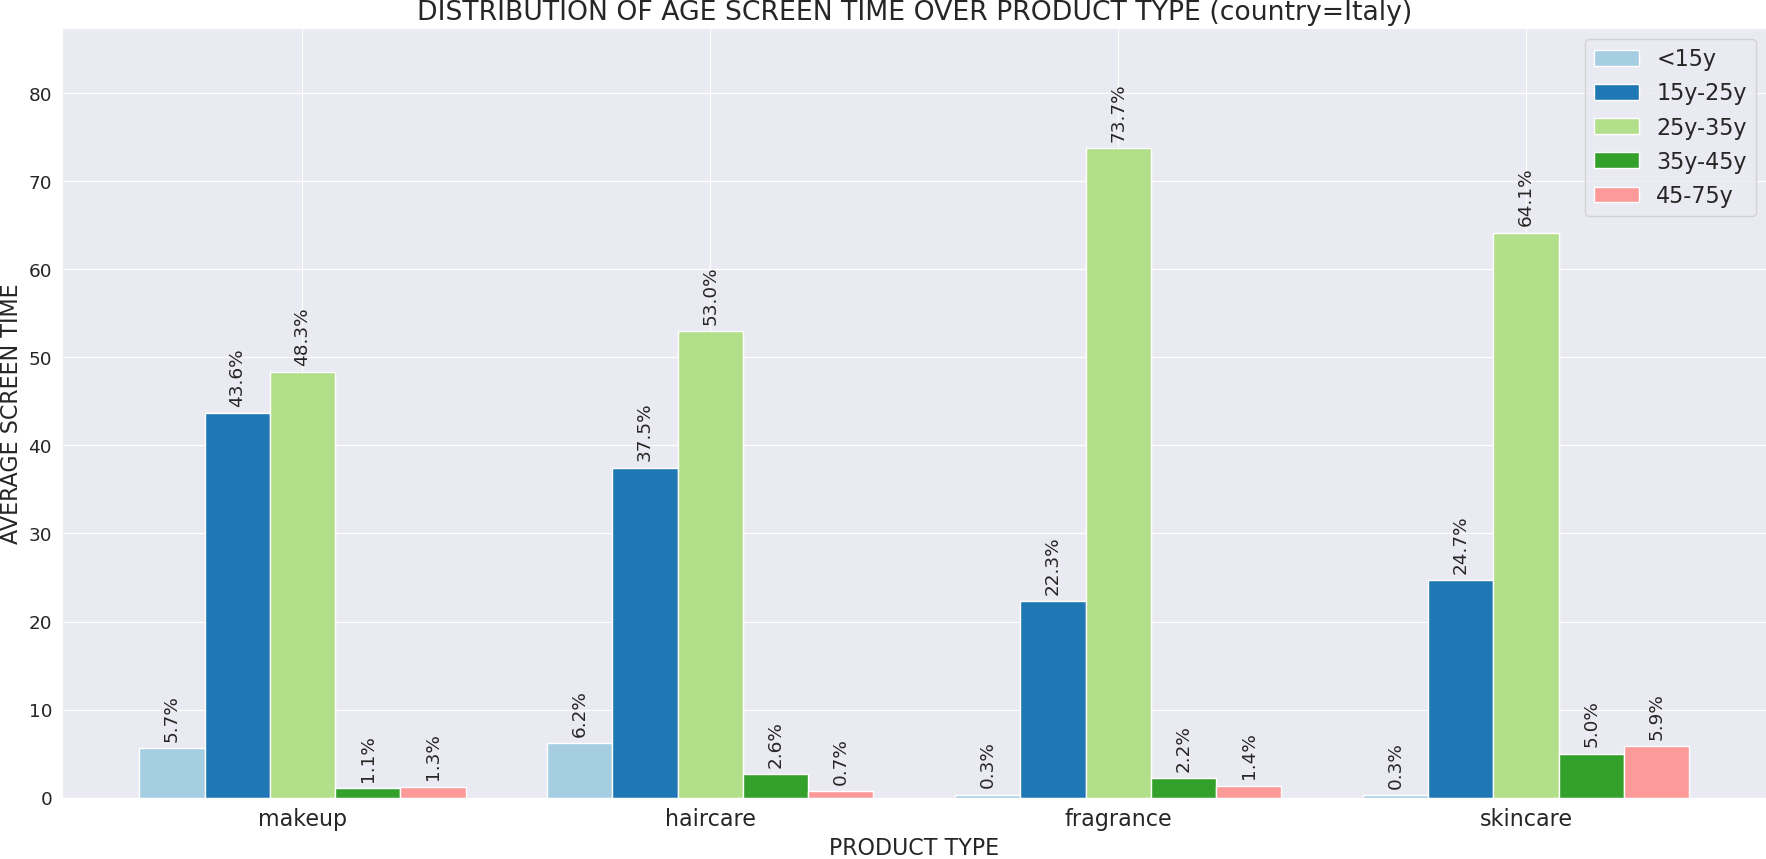 DISTRIBUTION OF AGE SCREEN TIME OVER PRODUCT TYPE (country=Italy)
<15y
15y-25y
25y-35y
35y-45y
45-75y
AVERAGE SCREEN TIME
80
70
60
50
40
30
20
10
0
5.7%
43.6%
48.3%
1.1%
1.3%
6.2%
37.5%
53.0%
2.6%
0.7%
0.3%
22.3%
73.7%
2.2%
1.4%
0.3%
24.7%
64.1%
5.0%
5.9%
makeup
haircare
fragrance
skincare
PRODUCT TYPE